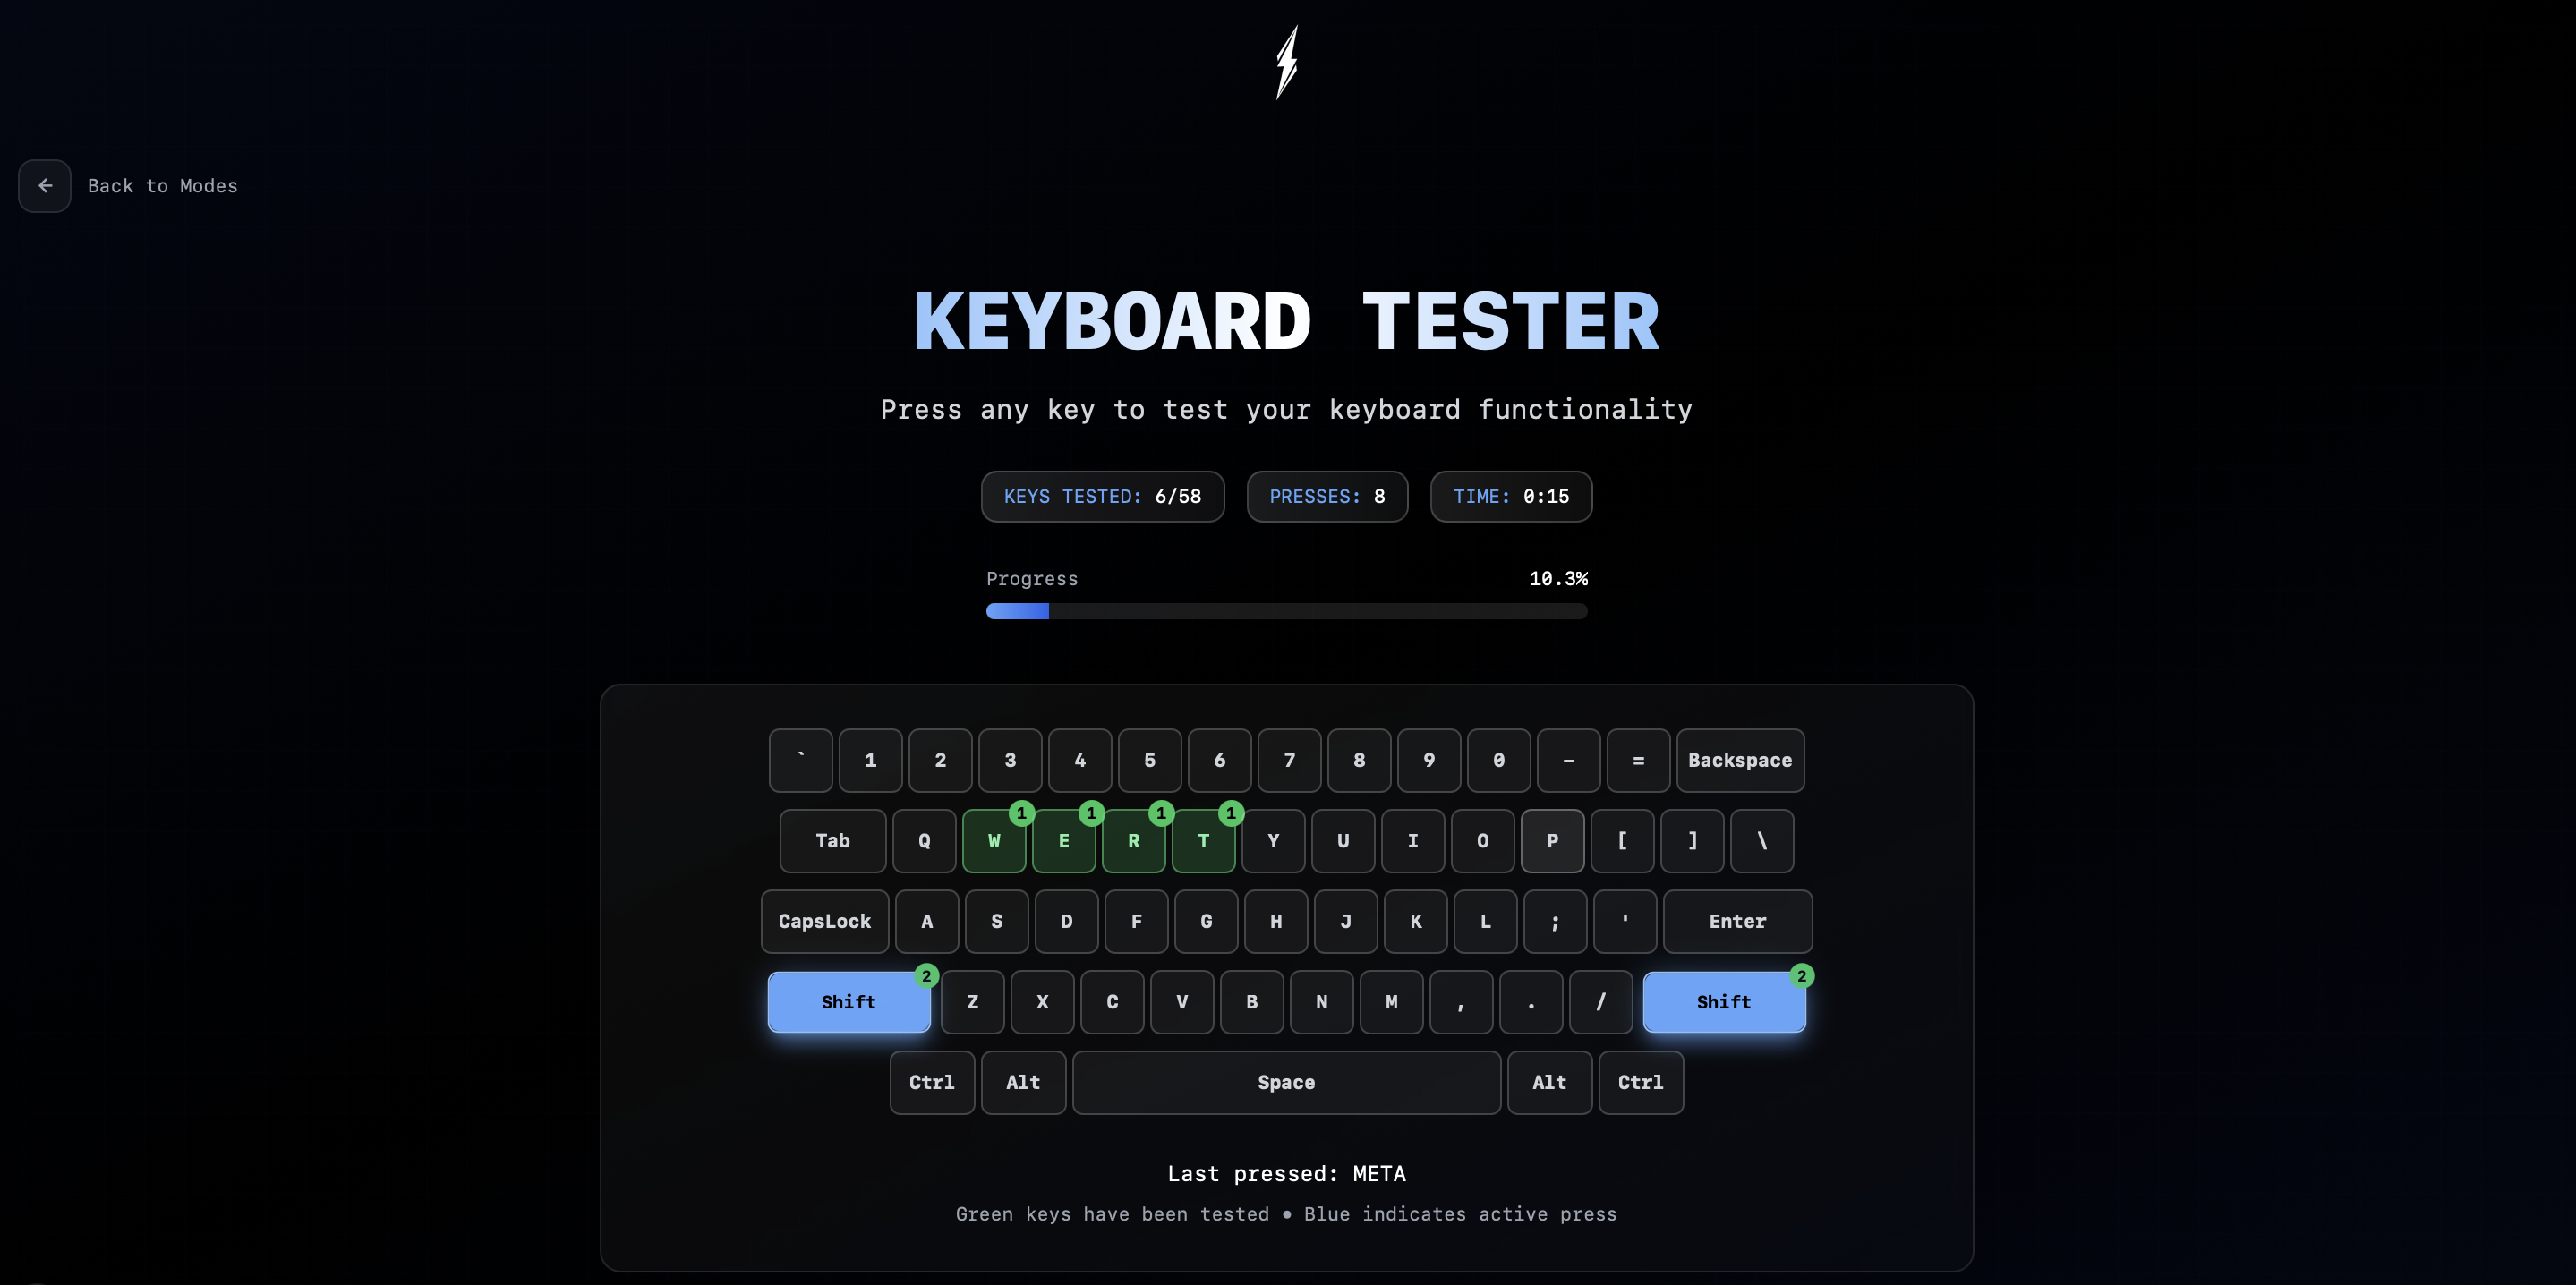 Back to Modes
KEYBOARD TESTER
Press any key to test your keyboard functionality
KEYS TESTED: 6/58 PRESSES: 8 TIME: 0:15
Progress 10.3%
` 1 2 3 4 5 6 7 8 9 0 - = Backspace
Tab Q W 1 E 1 R 1 T 1 Y U I O P [ ] \
CapsLock A S D F G H J K L ; ' Enter
Shift 2 Z X C V B N M , . / Shift 2
Ctrl Alt Space Alt Ctrl
Last pressed: META
Green keys have been tested • Blue indicates active press